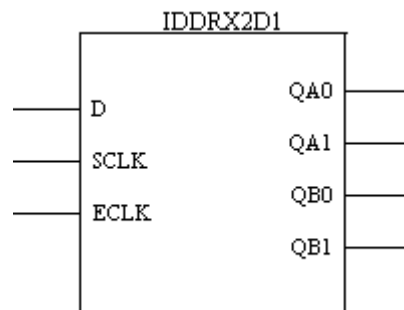 IDDRX2D1
D
SCLK
ECLK
QA0
QA1
QB0
QB1